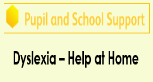 Pupil and School Support
Dyslexia – Help at Home